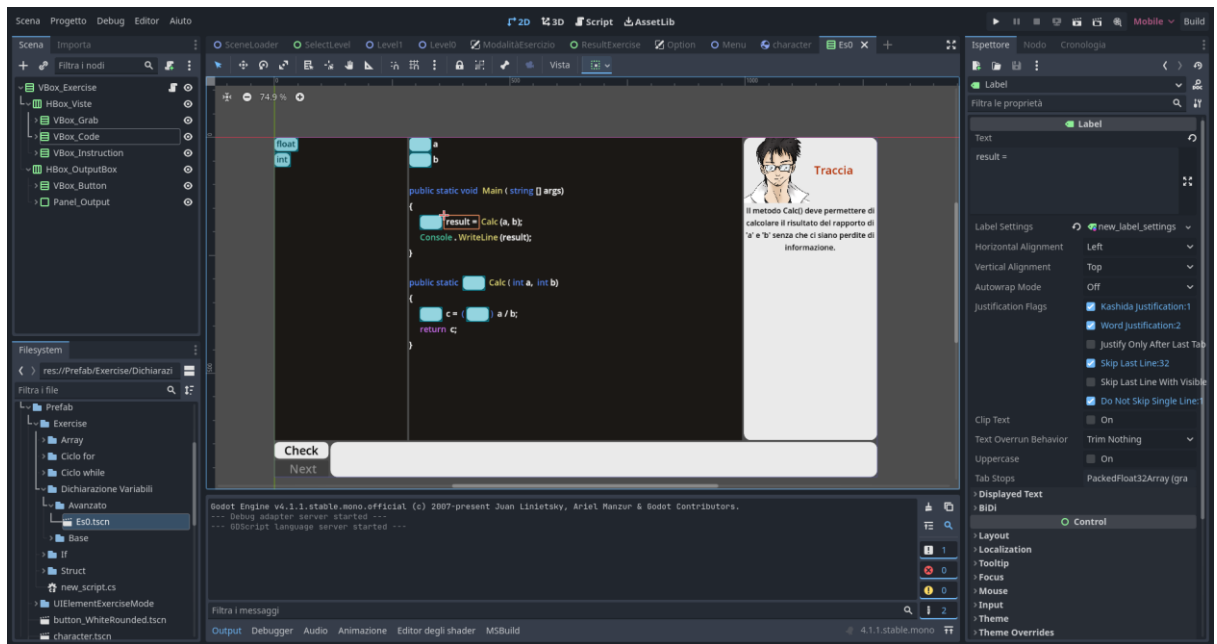 Scena Progetto Debug Editor Aiuto
2D 3D Script AssetLib
Mobile Build
Scena Importa
SceneLoader SelectLevel Level1 Level0 ModalitàEsercizio ResultExercise Option Menu character Es0
Ispettore Nodo Cronologia
Filtra i nodi
Vista
VBox_Exercise
HBox_Viste
VBox_Grab
VBox_Code
VBox_Instruction
HBox_OutputBox
VBox_Button
Panel_Output
74.9 %
500
1000
float
int
a
b
public static void Main ( string [] args)
{
result = Calc (a, b);
Console . WriteLine (result);
}
public static Calc ( int a, int b)
{
c = ( ) a / b;
return c;
}
Traccia
Il metodo Calc() deve permettere di
calcolare il risultato del rapporto di
'a' e 'b' senza che ci siano perdite di
informazione.
Check
Next
Filesystem
res://Prefab/Exercise/Dichiarazi
Filtra i file
Prefab
Exercise
Array
Ciclo for
Ciclo while
Dichiarazione Variabili
Avanzato
Es0.tscn
Base
If
Struct
new_script.cs
UIElementExerciseMode
button_WhiteRounded.tscn
character.tscn
Godot Engine v4.1.1.stable.mono.official (c) 2007-present Juan Linietsky, Ariel Manzur & Godot Contributors.
--- Debug adapter server started ---
--- GDScript language server started ---
1
0
0
2
Filtra i messaggi
Output Debugger Audio Animazione Editor degli shader MSBuild
4.1.1.stable.mono
Label
Filtra le proprietà
Label
Text
result =
Label Settings new_label_settings
Horizontal Alignment Left
Vertical Alignment Top
Autowrap Mode Off
Justification Flags Kashida Justification:1
Word Justification:2
Justify Only After Last Tab
Skip Last Line:32
Skip Last Line With Visible
Do Not Skip Single Line:1
Clip Text On
Text Overrun Behavior Trim Nothing
Uppercase On
Tab Stops PackedFloat32Array (gra
Displayed Text
BiDi
Control
Layout
Localization
Tooltip
Focus
Mouse
Input
Theme
Theme Overrides